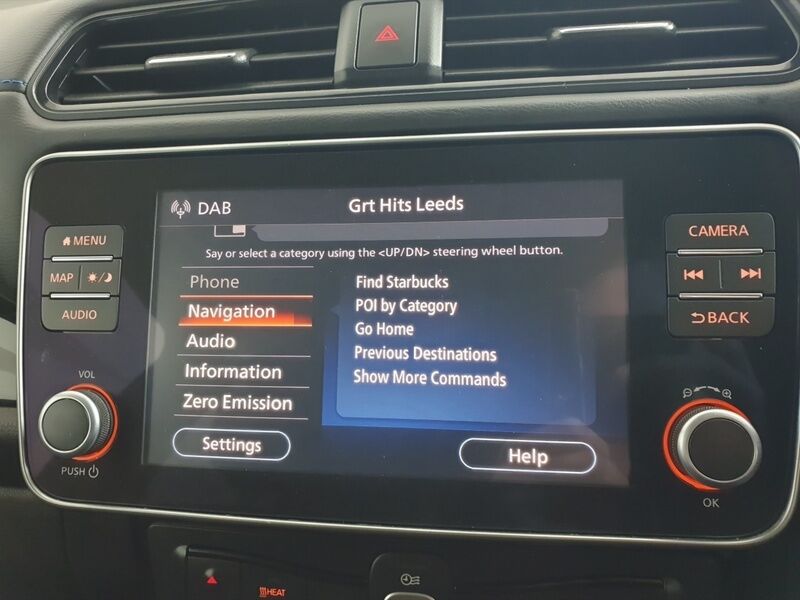 DAB
Grt Hits Leeds
Say or select a category using the <UP/DN> steering wheel button.
Phone
Navigation
Audio
Information
Zero Emission
Find Starbucks
POI by Category
Go Home
Previous Destinations
Show More Commands
Settings
Help
MENU
MAP
AUDIO
VOL
PUSH
CAMERA
BACK
OK
HEAT